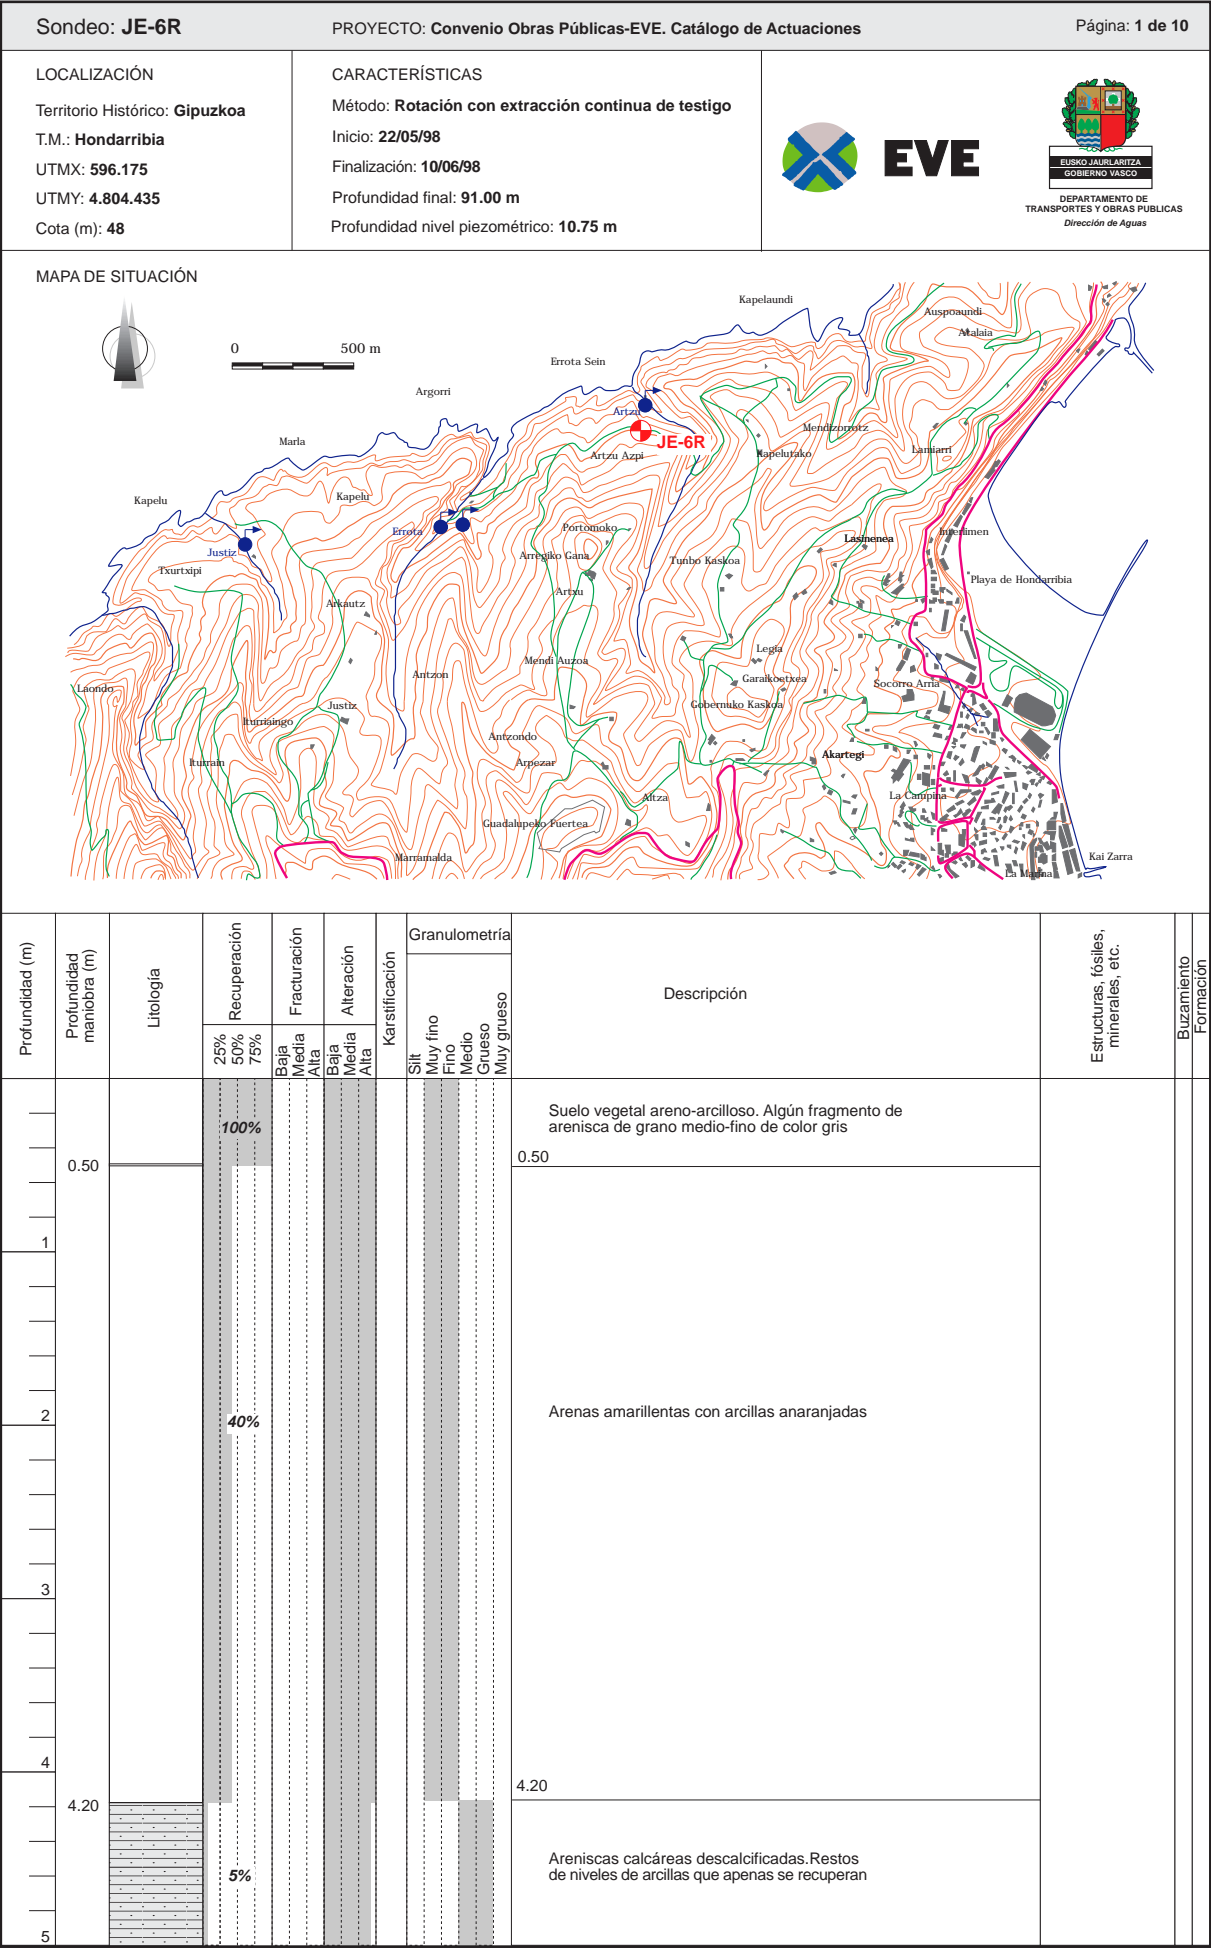 Sondeo: JE-6R
PROYECTO: Convenio Obras Públicas-EVE. Catálogo de Actuaciones
Página: 1 de 10
LOCALIZACIÓN
Territorio Histórico: Gipuzkoa
T.M.: Hondarribia
UTMX: 596.175
UTMY: 4.804.435
Cota (m): 48
CARACTERÍSTICAS
Método: Rotación con extracción continua de testigo
Inicio: 22/05/98
Finalización: 10/06/98
Profundidad final: 91.00 m
Profundidad nivel piezométrico: 10.75 m
EVE
EUSKO JAURLARITZA
GOBIERNO VASCO
DEPARTAMENTO DE
TRANSPORTES Y OBRAS PUBLICAS
Dirección de Aguas
MAPA DE SITUACIÓN
0 500 m
Kapelaundi
Auspoaundi
Atalaia
Errota Sein
Argorri
Artzu
JE-6R
Mendizorrotz
Marla
Artzu Azpi
Kapelutako
Lamiarri
Kapelu
Kapelu
Errota
Portomoko
Lasinenea
Interlimen
Justiz
Arregiko Gana
Tunbo Kaskoa
Txurtxipi
Playa de Hondarribia
Artxu
Arkautz
Legia
Mendi Auzoa
Antzon
Garaikoetxea
Socorro Arria
Laondo
Justiz
Gobernuko Kaskoa
Iturriaingo
Antzondo
Akartegi
Iturrain
Arpezar
Altza
La Campina
Guadalupeko Fuertea
Marramalda
Kai Zarra
La Marina
Profundidad (m)
Profundidad
maniobra (m)
Litología
Recuperación
25%
50%
75%
Fracturación
Baja
Media
Alta
Alteración
Baja
Media
Alta
Karstificación
Granulometría
Silt
Muy fino
Fino
Medio
Grueso
Muy grueso
Descripción
Estructuras, fósiles,
minerales, etc.
Buzamiento
Formación
100%
Suelo vegetal areno-arcilloso. Algún fragmento de
arenisca de grano medio-fino de color gris
0.50
0.50
1
2
40%
Arenas amarillentas con arcillas anaranjadas
3
4
4.20
4.20
5%
Areniscas calcáreas descalcificadas.Restos
de niveles de arcillas que apenas se recuperan
5